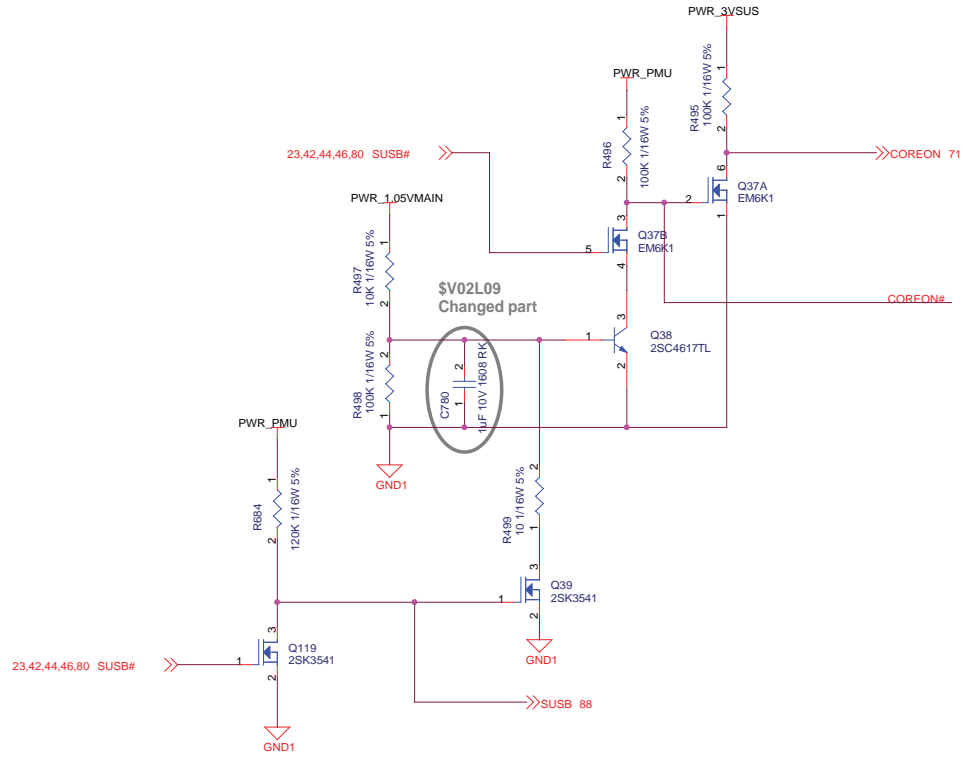 PWR_3VSUS
1
R495
100K 1/16W 5%
2
PWR_PMU
1
R496
100K 1/16W 5%
2
23,42,44,46,80 SUSB#
COREON 71
6
Q37A
EM6K1
2
1
PWR_1.05VMAIN
3
Q37B
EM6K1
5
4
1
R497
10K 1/16W 5%
2
$V02L09
Changed part
COREON#
3
1
Q38
2SC4617TL
2
2
R498
100K 1/16W 5%
1
2
C780
1uF 10V 1608 RK
1
PWR_PMU
GND1
1
R684
120K 1/16W 5%
2
2
R499
10 1/16W 5%
1
3
Q39
2SK3541
1
2
3
Q119
2SK3541
23,42,44,46,80 SUSB#
1
2
GND1
SUSB 88
GND1